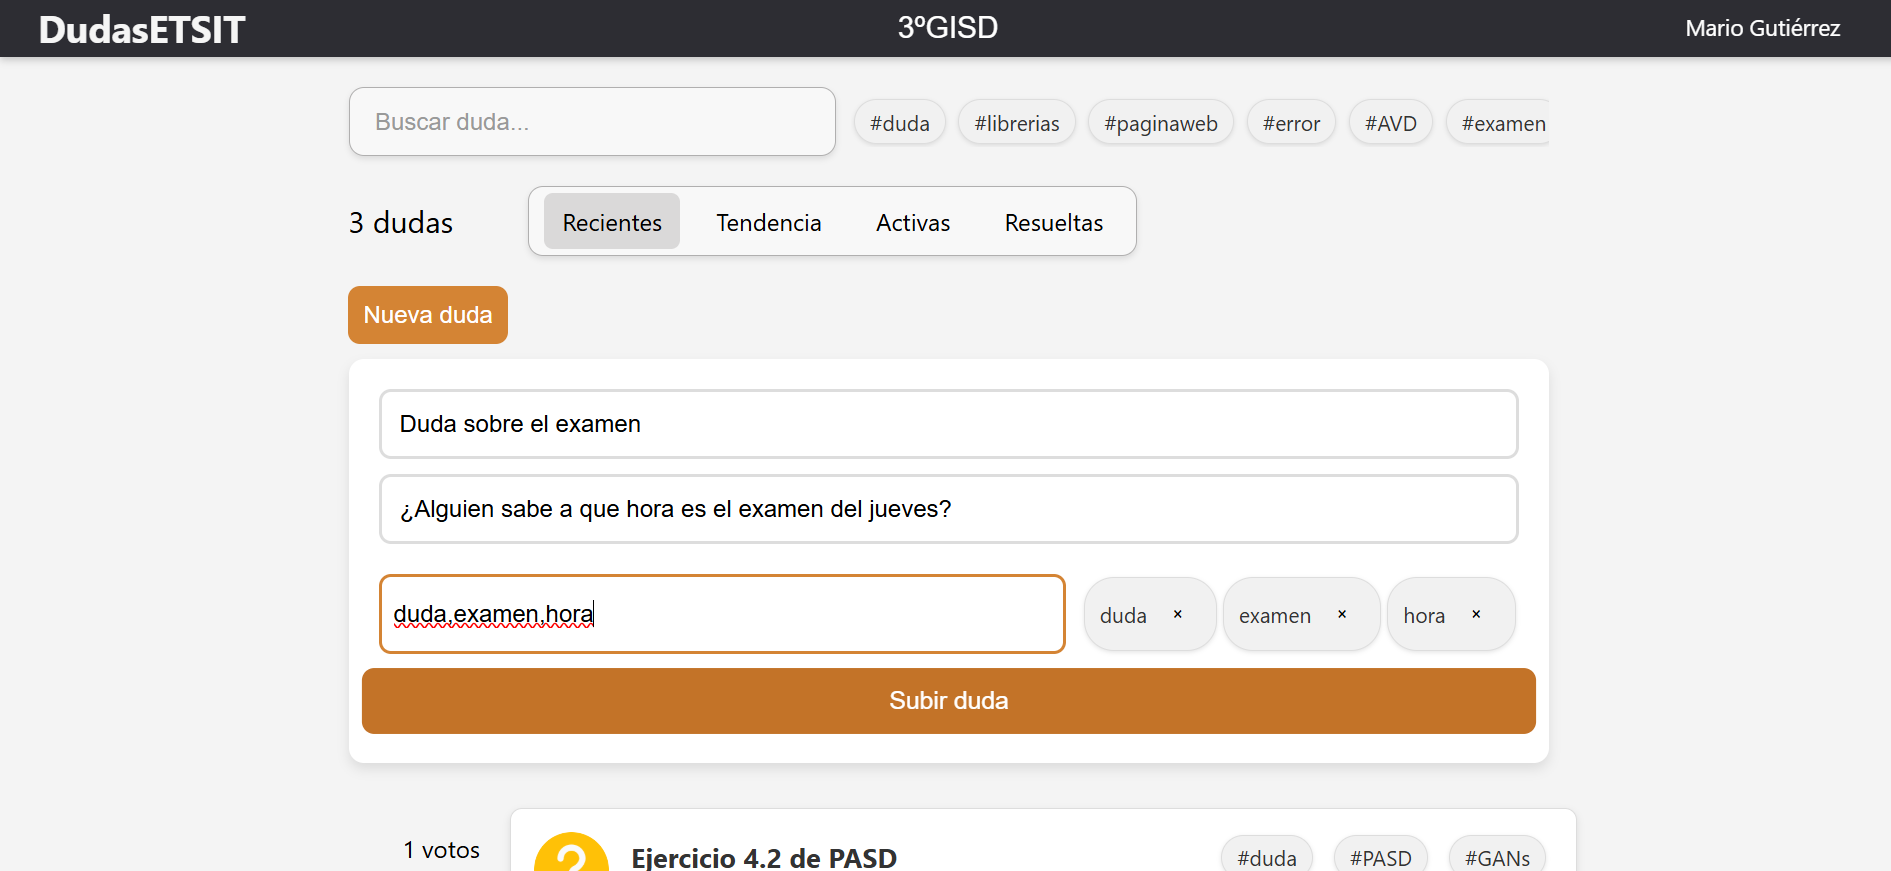 DudasETSIT
3ºGISD
Mario Gutiérrez
Buscar duda...
#duda
#librerias
#paginaweb
#error
#AVD
#examen
3 dudas
Recientes
Tendencia
Activas
Resueltas
Nueva duda
Duda sobre el examen
¿Alguien sabe a que hora es el examen del jueves?
duda,examen,hora
duda ×
examen ×
hora ×
Subir duda
1 votos
?
Ejercicio 4.2 de PASD
#duda
#PASD
#GANs